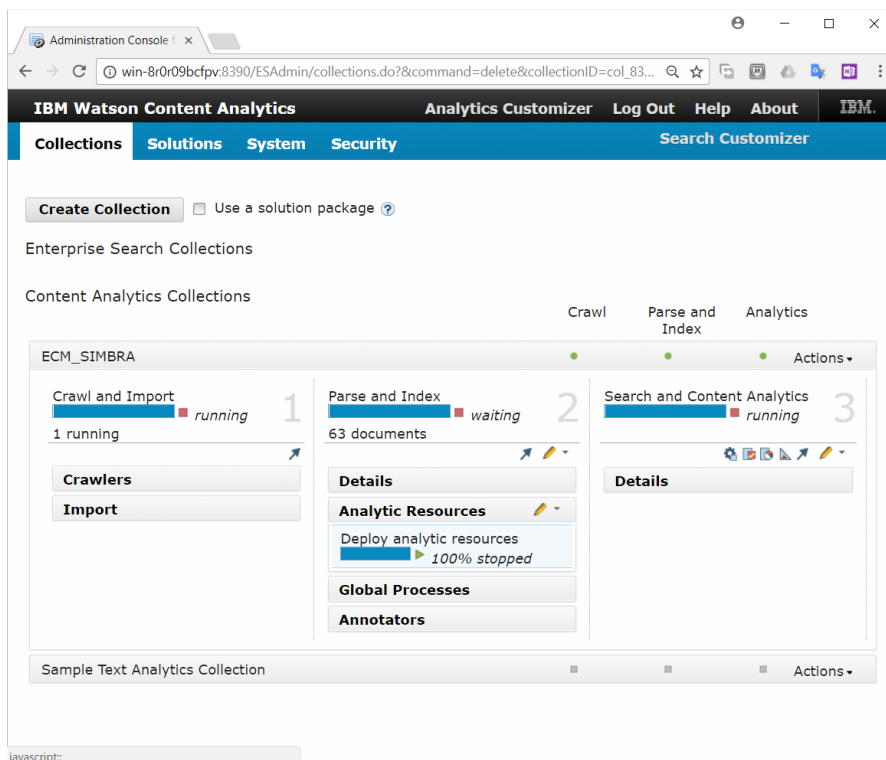 Administration Console f
win-8r0r09bcfpv:8390/ESAdmin/collections.do?&command=delete&collectionID=col_83...
IBM Watson Content Analytics Analytics Customizer Log Out Help About IBM.
Collections Solutions System Security Search Customizer
Create Collection Use a solution package ?
Enterprise Search Collections
Content Analytics Collections
Crawl Parse and Index Analytics
ECM_SIMBRA Actions
Crawl and Import
running 1
1 running
Crawlers
Import
Parse and Index
waiting 2
63 documents
Details
Analytic Resources
Deploy analytic resources
100% stopped
Global Processes
Annotators
Search and Content Analytics
running 3
Details
Sample Text Analytics Collection Actions
javascript:;